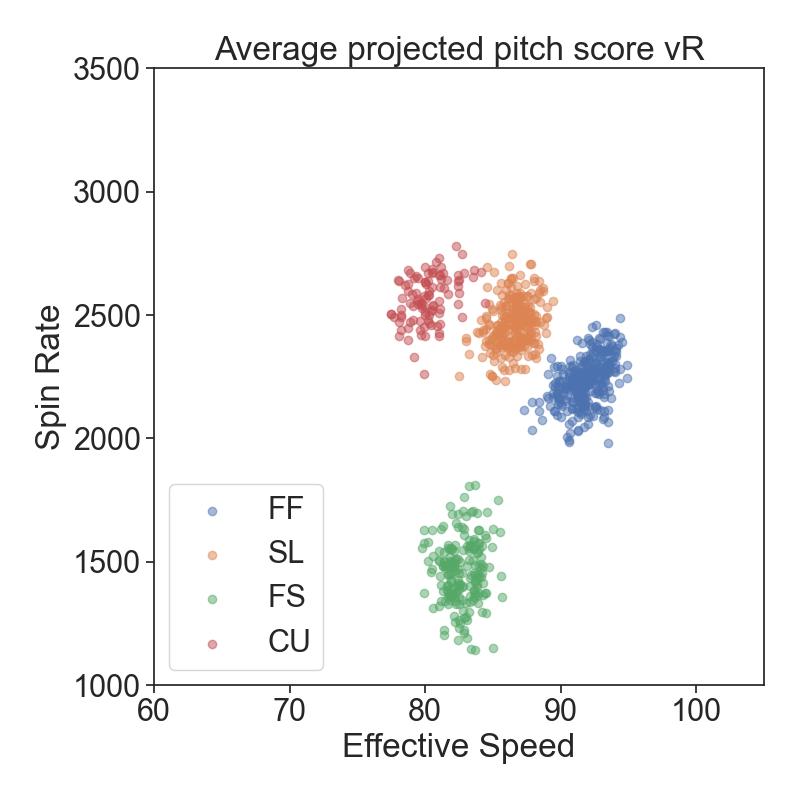 Average projected pitch score vR
3500
3000
2500
2000
1500
1000
Spin Rate
FF
SL
FS
CU
60 70 80 90 100
Effective Speed